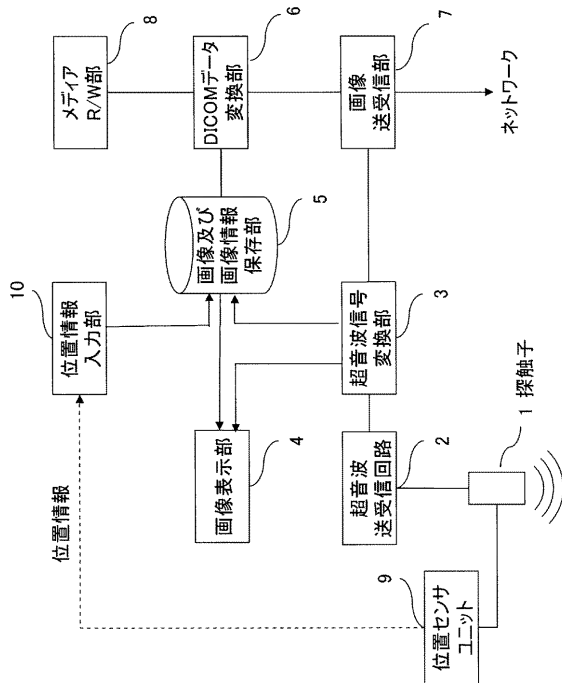 メディア
R/W部
8
DICOMデータ
変換部
6
画像
送受信部
7
ネットワーク
画像及び
画像情報
保存部
5
10
位置情報
入力部
超音波信号
変換部
3
画像表示部
4
超音波
送受信回路
2
1 探触子
位置情報
9
位置センサ
ユニット